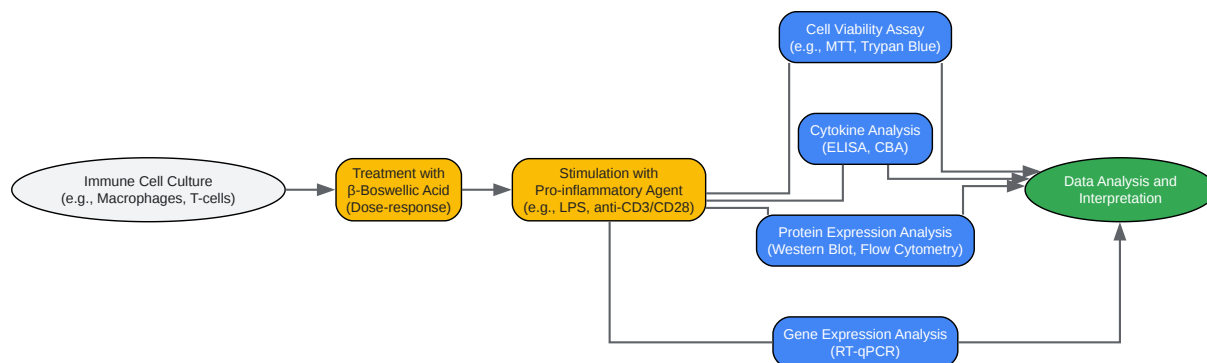 Immune Cell Culture
(e.g., Macrophages, T-cells)
Treatment with
β-Boswellic Acid
(Dose-response)
Stimulation with
Pro-inflammatory Agent
(e.g., LPS, anti-CD3/CD28)
Cell Viability Assay
(e.g., MTT, Trypan Blue)
Cytokine Analysis
(ELISA, CBA)
Protein Expression Analysis
(Western Blot, Flow Cytometry)
Gene Expression Analysis
(RT-qPCR)
Data Analysis and
Interpretation